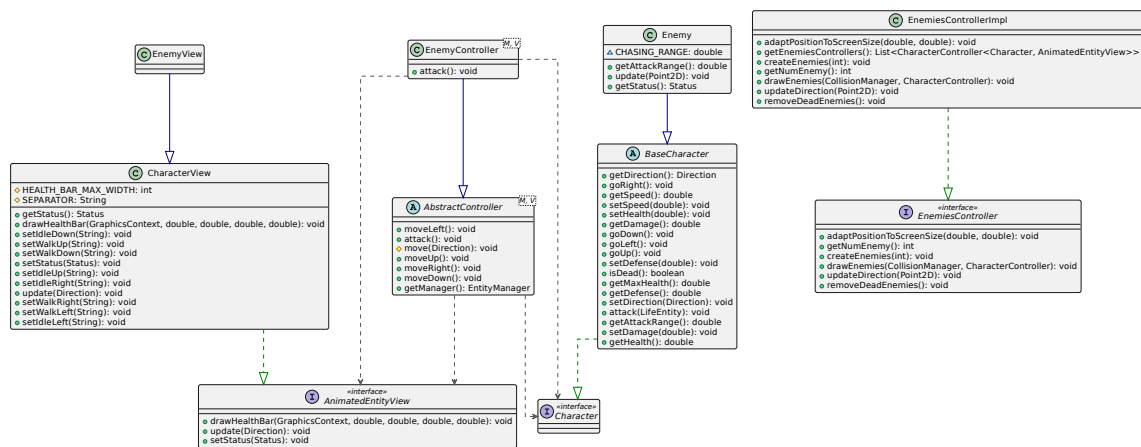 C EnemyView
C CharacterView
HEALTH_BAR_MAX_WIDTH: int
SEPARATOR: String
getStatus(): Status
drawHealthBar(GraphicsContext, double, double, double, double): void
setIdleDown(String): void
setWalkUp(String): void
setWalkDown(String): void
setStatus(Status): void
setIdleUp(String): void
setIdleRight(String): void
update(Direction): void
setWalkRight(String): void
setWalkLeft(String): void
setIdleLeft(String): void
C EnemyController M, V
attack(): void
A AbstractController M, V
moveLeft(): void
attack(): void
move(Direction): void
moveUp(): void
moveRight(): void
moveDown(): void
getManager(): EntityManager
I «interface»
AnimatedEntityView
drawHealthBar(GraphicsContext, double, double, double, double): void
update(Direction): void
setStatus(Status): void
C Enemy
CHASING_RANGE: double
getAttackRange(): double
update(Point2D): void
getStatus(): Status
A BaseCharacter
getDirection(): Direction
goRight(): void
getSpeed(): double
setSpeed(double): void
setHealth(double): void
getDamage(): double
goDown(): void
goLeft(): void
goUp(): void
setDefense(double): void
isDead(): boolean
getMaxHealth(): double
getDefense(): double
setDirection(Direction): void
attack(LifeEntity): void
getAttackRange(): double
setDamage(double): void
getHealth(): double
I «interface»
Character
C EnemiesControllerImpl
adaptPositionToScreenSize(double, double): void
getEnemiesControllers(): List<CharacterController<Character, AnimatedEntityView>>
createEnemies(int): void
getNumEnemy(): int
drawEnemies(CollisionManager, CharacterController): void
updateDirection(Point2D): void
removeDeadEnemies(): void
I «interface»
EnemiesController
adaptPositionToScreenSize(double, double): void
getNumEnemy(): int
createEnemies(int): void
drawEnemies(CollisionManager, CharacterController): void
updateDirection(Point2D): void
removeDeadEnemies(): void